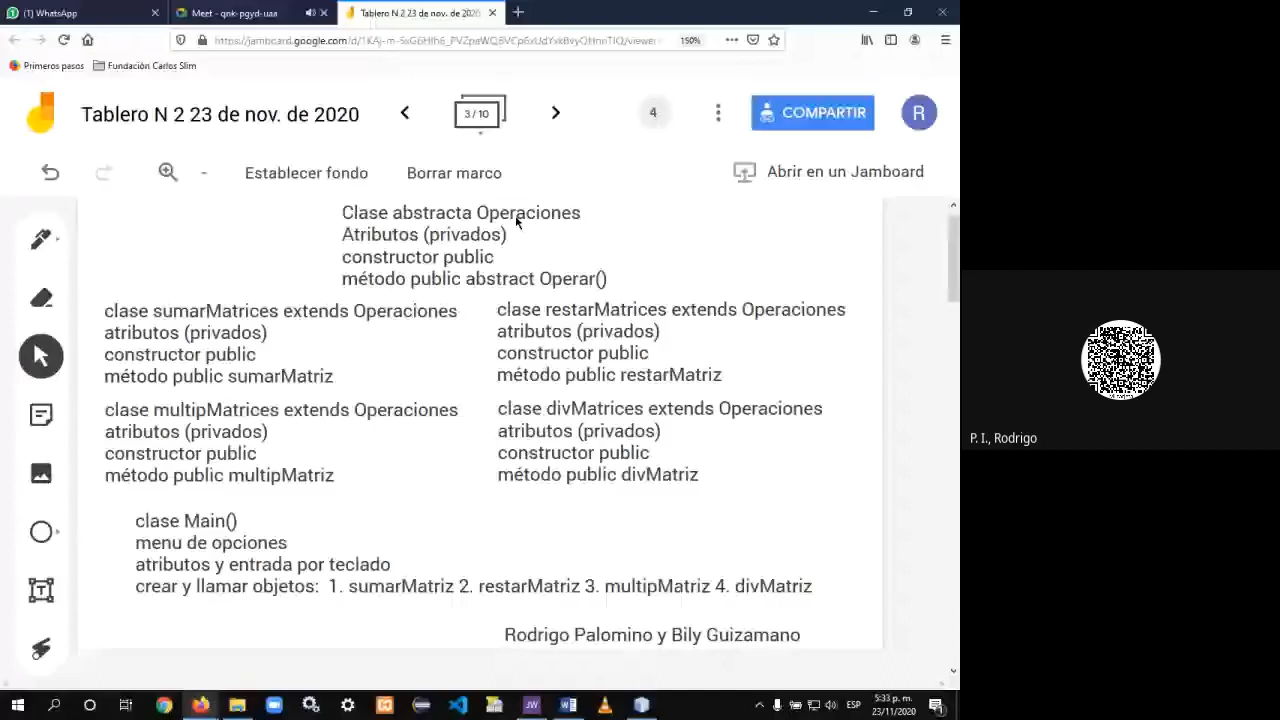 (1) WhatsApp
Meet - qnk-pgyd-uaa
Tablero N 2 23 de nov. de 202
150%
Primeros pasos
Fundación Carlos Slim
Tablero N 2 23 de nov. de 2020
3 / 10
4
COMPARTIR
R
Establecer fondo
Borrar marco
Abrir en un Jamboard
Clase abstracta Operaciones
Atributos (privados)
constructor public
método public abstract Operar()
clase sumarMatrices extends Operaciones
atributos (privados)
constructor public
método public sumarMatriz
clase restarMatrices extends Operaciones
atributos (privados)
constructor public
método public restarMatriz
clase multipMatrices extends Operaciones
atributos (privados)
constructor public
método public multipMatriz
clase divMatrices extends Operaciones
atributos (privados)
constructor public
método public divMatriz
clase Main()
menu de opciones
atributos y entrada por teclado
crear y llamar objetos: 1. sumarMatriz 2. restarMatriz 3. multipMatriz 4. divMatriz
Rodrigo Palomino y Bily Guizamano
P. I., Rodrigo
JW
ESP
5:33 p. m.
23/11/2020